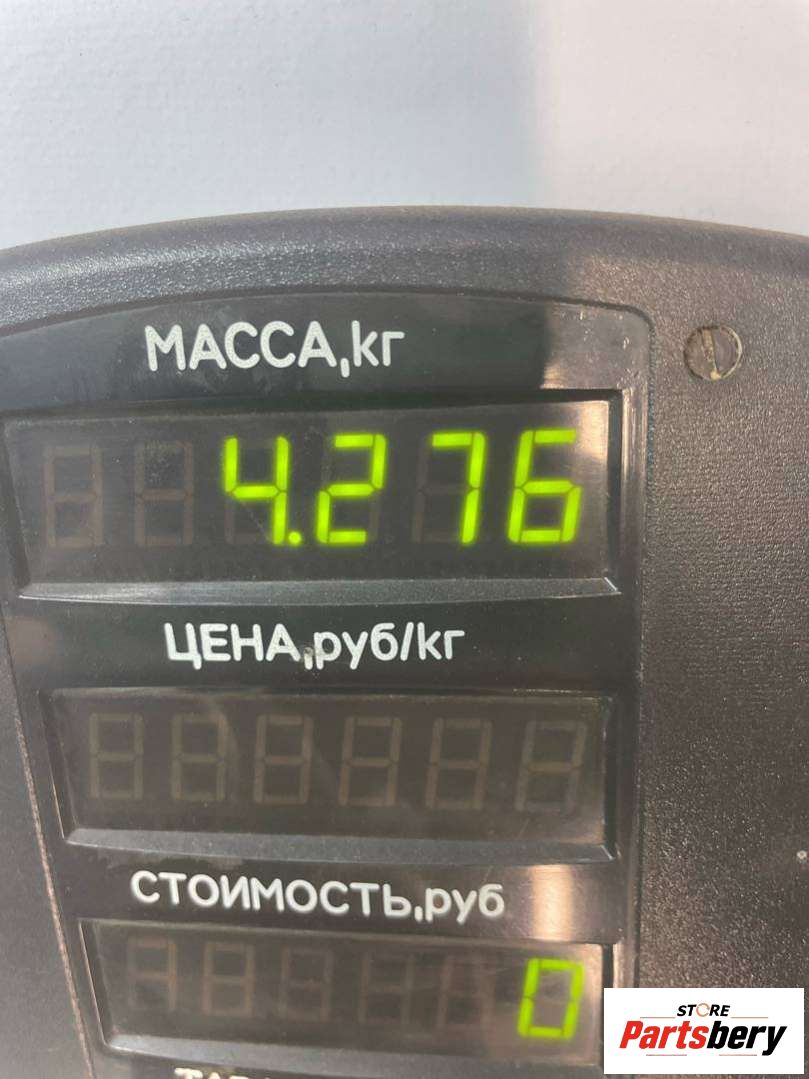 МАССА,кг
4.276
ЦЕНА,руб/кг
СТОИМОСТЬ,руб
0
STORE
Partsbery